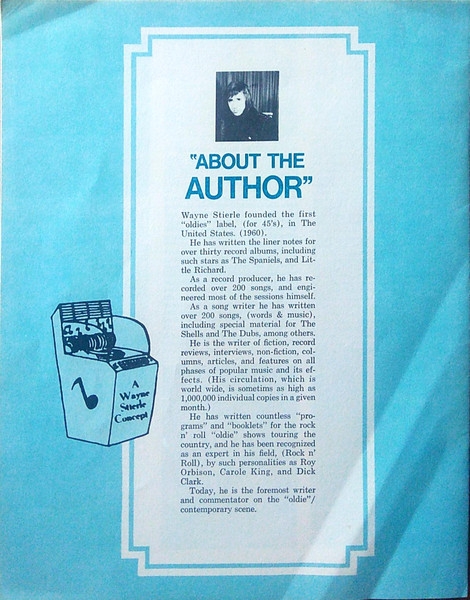 "ABOUT THE
AUTHOR"
Wayne Stierle founded the first
"oldies" label, (for 45's), in The
United States. (1960).
He has written the liner notes for
over thirty record albums, including
such stars as The Spaniels, and Lit-
tle Richard.
As a record producer, he has re-
corded over 200 songs, and engi-
neered most of the sessions himself.
As a song writer he has written
over 200 songs, (words & music),
including special material for The
Shells and The Dubs, among others.
He is the writer of fiction, record
reviews, interviews, non-fiction, col-
umns, articles, and features on all
phases of popular music and its ef-
fects. (His circulation, which is
world wide, is sometims as high as
1,000,000 individual copies in a given
month.)
He has written countless "pro-
grams" and "booklets" for the rock
n' roll "oldie" shows touring the
country, and he has been recognized
as an expert in his field, (Rock n'
Roll), by such personalities as Roy
Orbison, Carole King, and Dick
Clark.
Today, he is the foremost writer
and commentator on the "oldie"/
contemporary scene.
A
Wayne
Stierle
Concept